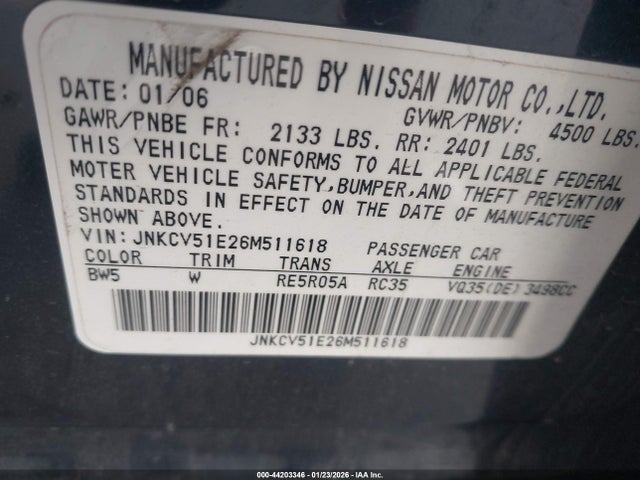 MANUFACTURED BY NISSAN MOTOR CO.,LTD.
DATE: 01/06 GVWR/PNBV: 4500 LBS.
GAWR/PNBE FR: 2133 LBS. RR: 2401 LBS.
THIS VEHICLE CONFORMS TO ALL APPLICABLE FEDERAL
MOTER VEHICLE SAFETY,BUMPER,AND THEFT PREVENTION
STANDARDS IN EFFECT ON THE DATE OF MANUFACTURE
SHOWN ABOVE.
VIN: JNKCV51E26M511618 PASSENGER CAR
COLOR TRIM TRANS AXLE ENGINE
BW5 W RE5R05A RC35 VQ35(DE) 3498CC
JNKCV51E26M511618
000-44203346 - 01/23/2026 - IAA Inc.